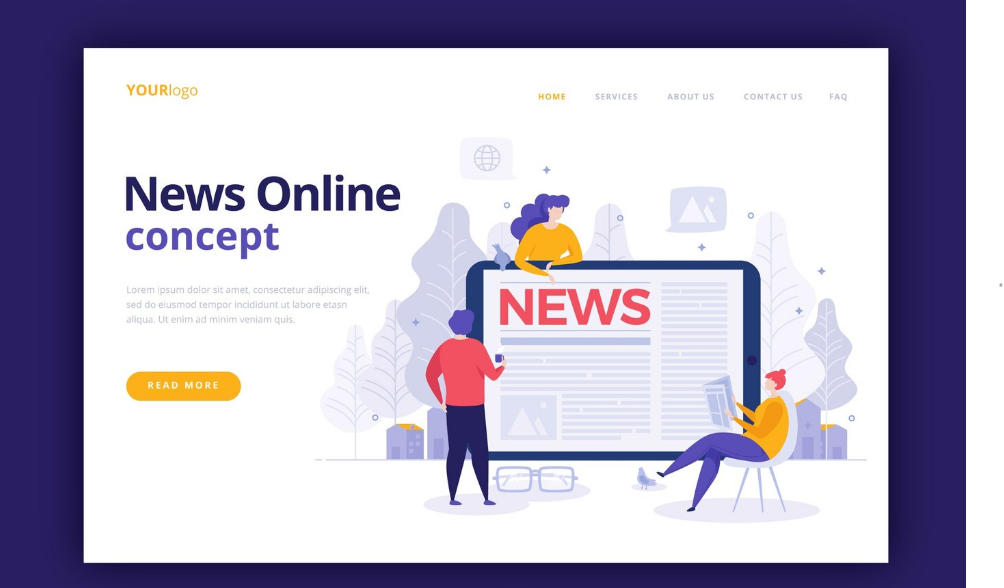 YOURlogo
HOME SERVICES ABOUT US CONTACT US FAQ
News Online
concept
Lorem ipsum dolor sit amet, consectetur adipiscing elit,
sed do eiusmod tempor incididunt ut labore etasn
aliqua. Ut enim ad minim veniam quis.
READ MORE
NEWS